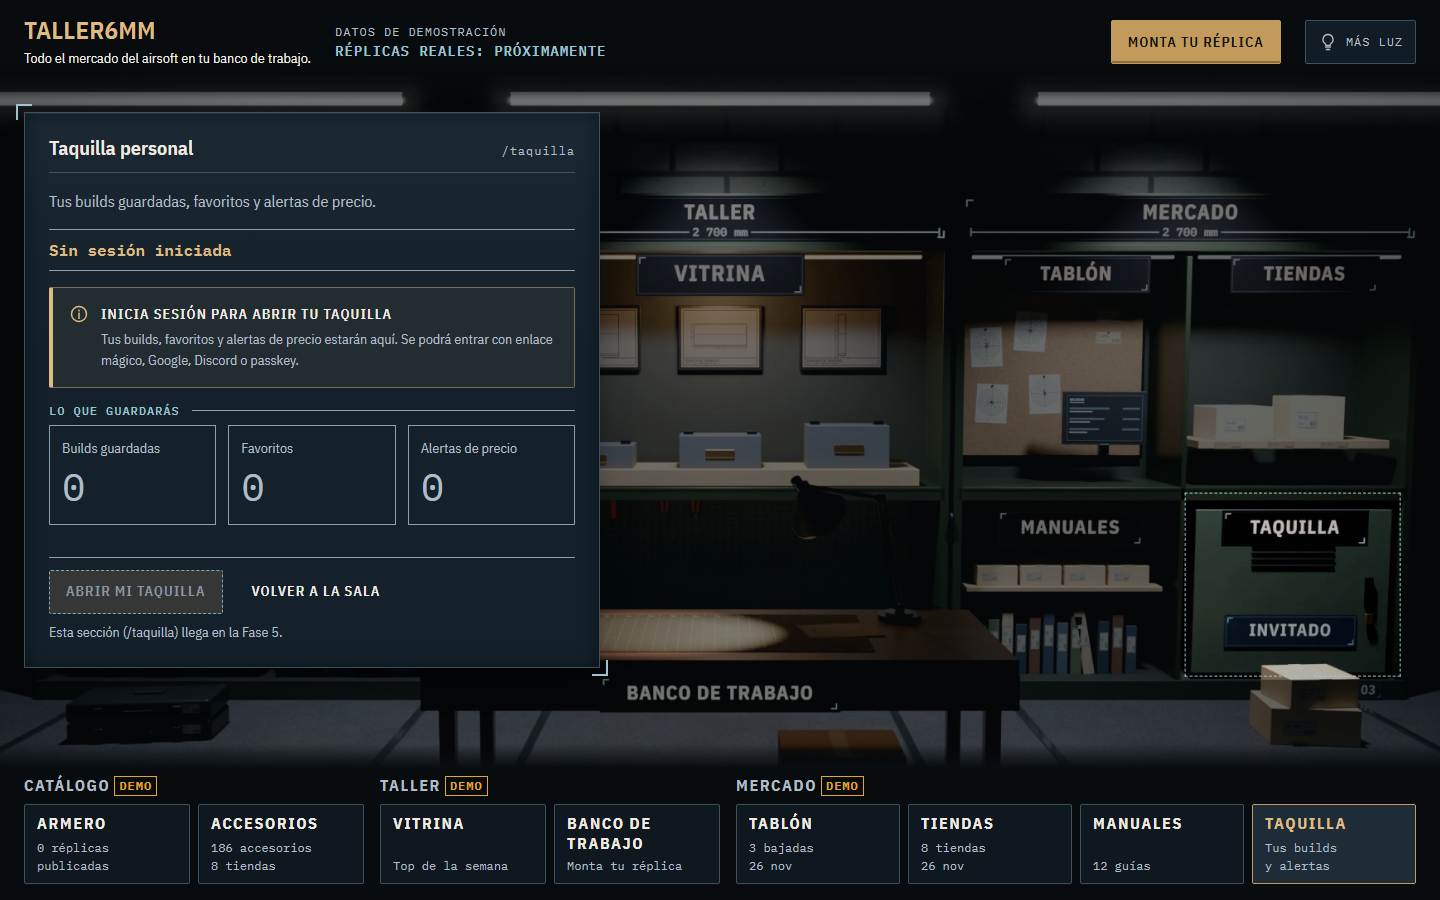 TALLER6MM
Todo el mercado del airsoft en tu banco de trabajo.
DATOS DE DEMOSTRACIÓN
RÉPLICAS REALES: PRÓXIMAMENTE
MONTA TU RÉPLICA
MÁS LUZ
Taquilla personal
/taquilla
Tus builds guardadas, favoritos y alertas de precio.
Sin sesión iniciada
INICIA SESIÓN PARA ABRIR TU TAQUILLA
Tus builds, favoritos y alertas de precio estarán aquí. Se podrá entrar con enlace
mágico, Google, Discord o passkey.
LO QUE GUARDARÁS
Builds guardadas
0
Favoritos
0
Alertas de precio
0
ABRIR MI TAQUILLA
VOLVER A LA SALA
Esta sección (/taquilla) llega en la Fase 5.
TALLER
2 700 mm
VITRINA
MERCADO
2 700 mm
TABLÓN
TIENDAS
MANUALES
TAQUILLA
INVITADO
BANCO DE TRABAJO
03
CATÁLOGO DEMO
ARMERO
0 réplicas
publicadas
ACCESORIOS
186 accesorios
8 tiendas
TALLER DEMO
VITRINA
Top de la semana
BANCO DE
TRABAJO
Monta tu réplica
MERCADO DEMO
TABLÓN
3 bajadas
26 nov
TIENDAS
8 tiendas
26 nov
MANUALES
12 guías
TAQUILLA
Tus builds
y alertas